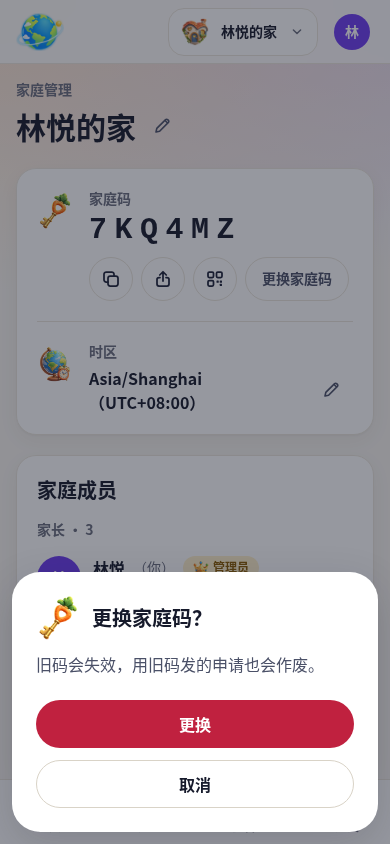 林悦的家
林
家庭管理
林悦的家
家庭码
7KQ4MZ
更换家庭码
时区
Asia/Shanghai
（UTC+08:00）
家庭成员
家长 · 3
林悦 （你） 管理员
更换家庭码？
旧码会失效，用旧码发的申请也会作废。
更换
取消